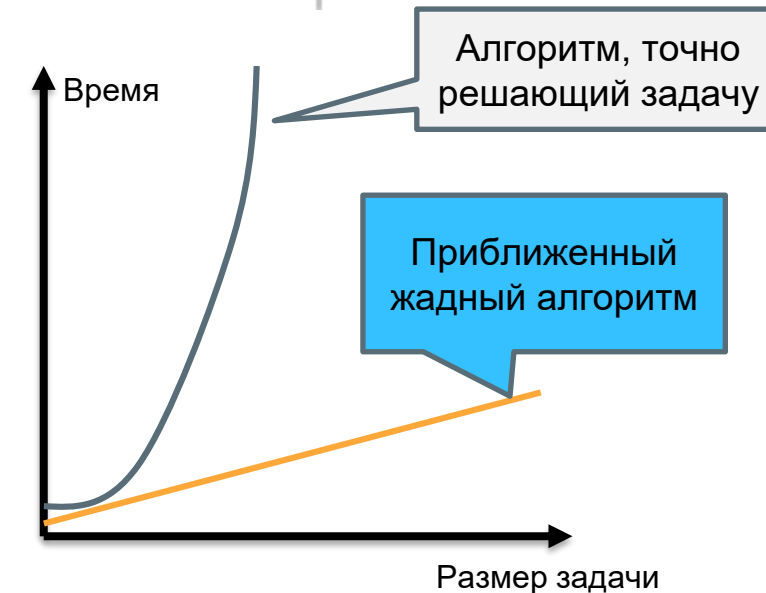 Алгоритм, точно
решающий задачу
Время
Приближенный
жадный алгоритм
Размер задачи